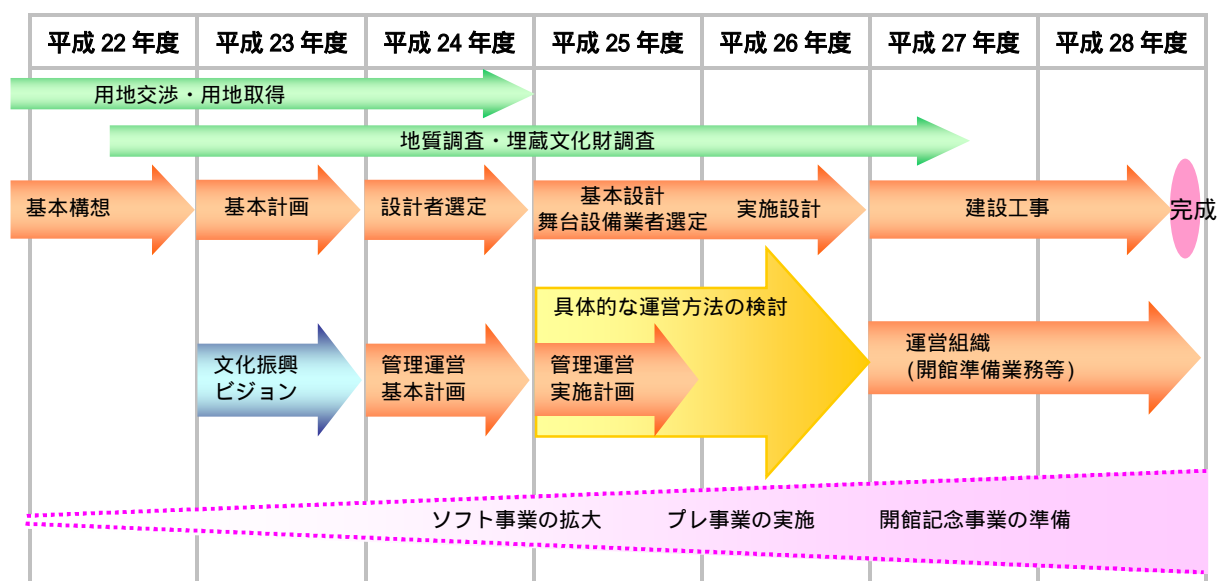 平成 22 年度
平成 23 年度
平成 24 年度
平成 25 年度
平成 26 年度
平成 27 年度
平成 28 年度
用地交渉・用地取得
地質調査・埋蔵文化財調査
基本構想
基本計画
設計者選定
基本設計
舞台設備業者選定
実施設計
建設工事
完成
具体的な運営方法の検討
文化振興
ビジョン
管理運営
基本計画
管理運営
実施計画
運営組織
(開館準備業務等)
ソフト事業の拡大
プレ事業の実施
開館記念事業の準備